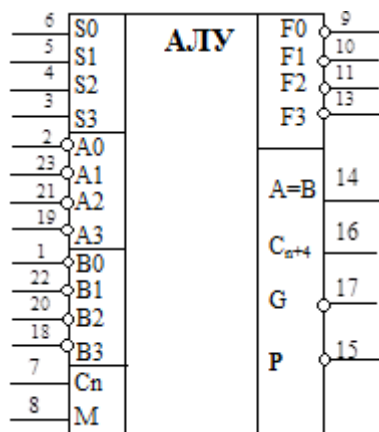 6 S0 АЛУ F0 9
5 S1 F1 10
4 S2 F2 11
3 S3 F3 13
2 A0
23 A1
21 A2 A=B 14
19 A3
1 B0 Cn+4 16
22 B1 G 17
20 B2
18 B3 P 15
7 Cn
8 M